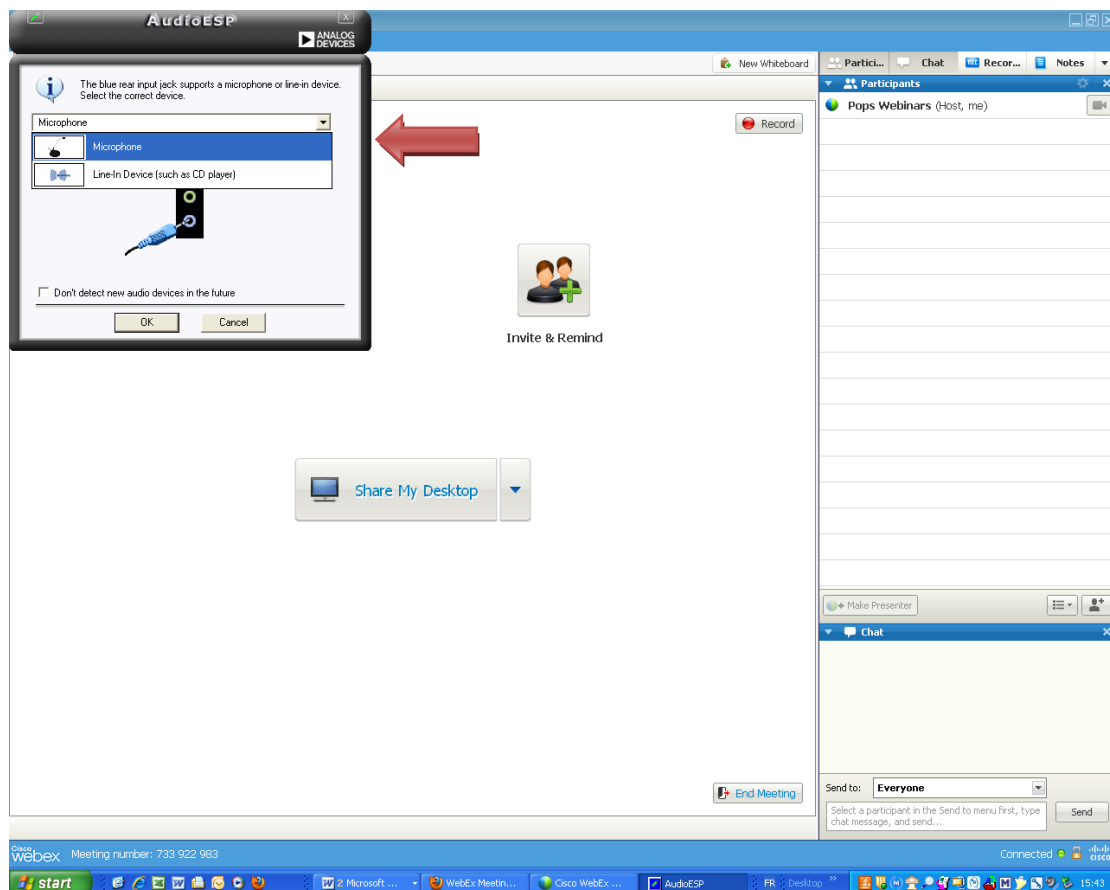 AudioESP
ANALOG
DEVICES
The blue rear input jack supports a microphone or line-in device.
Select the correct device.
Microphone
Microphone
Line-In Device (such as CD player)
Don't detect new audio devices in the future
OK
Cancel
New Whiteboard
Record
Invite & Remind
Share My Desktop
End Meeting
Partici...
Chat
Recor...
Notes
Participants
Pops Webinars (Host, me)
Make Presenter
Chat
Send to:
Everyone
Select a participant in the Send to menu first, type
chat message, and send...
Send
Cisco
webex
Meeting number: 733 922 983
Connected
cisco
start
2 Microsoft ...
WebEx Meetin...
Cisco WebEx ...
AudioESP
FR
Desktop
15:43